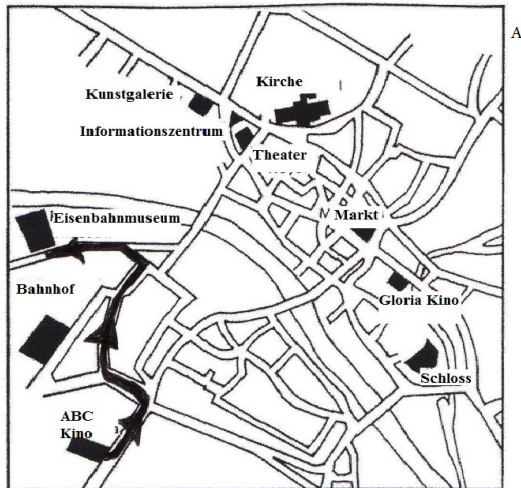 A
Kirche
Kunstgalerie
Informationszentrum
Theater
Eisenbahnmuseum
Markt
Bahnhof
Gloria Kino
Schloss
ABC
Kino